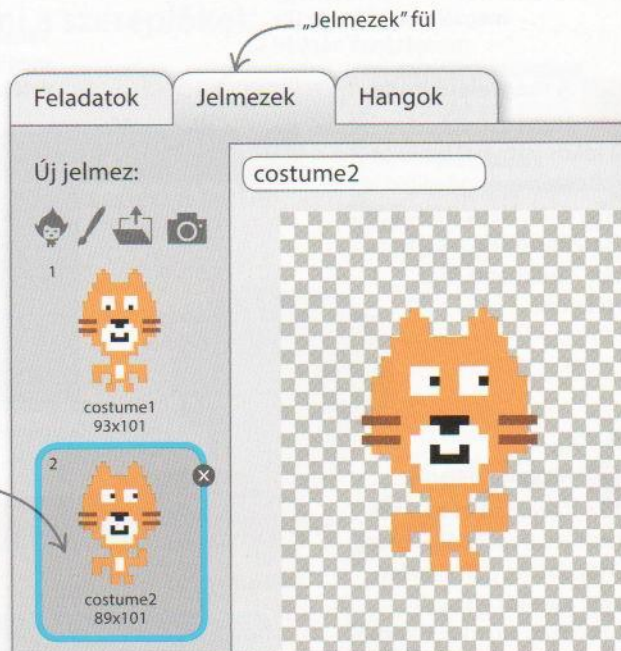 „Jelmezek” fül
Feladatok
Jelmezek
Hangok
Új jelmez:
costume2
1
costume1
93x101
2
costume2
89x101